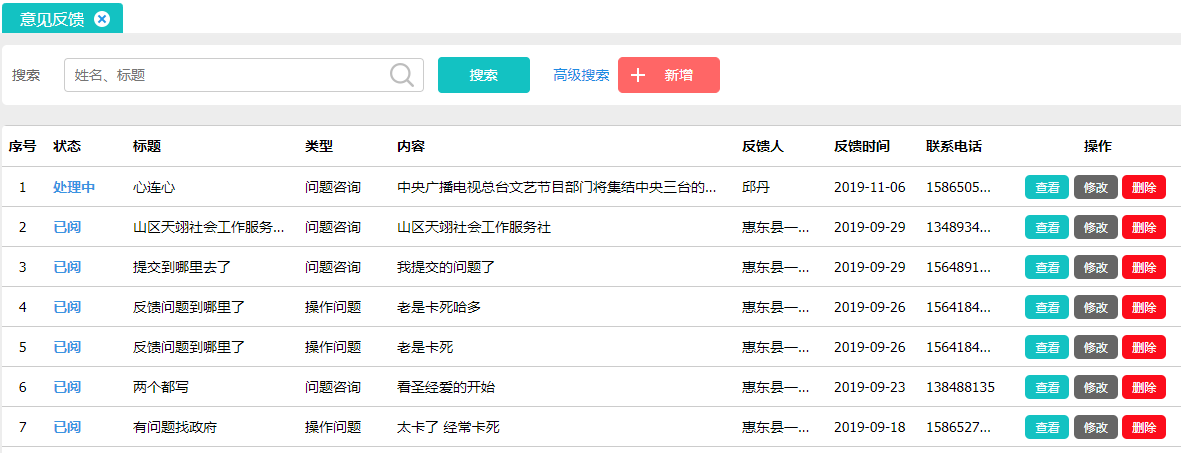 意见反馈
搜索 姓名、标题 搜索 高级搜索 新增
序号 状态 标题 类型 内容 反馈人 反馈时间 联系电话 操作
1 处理中 心连心 问题咨询 中央广播电视总台文艺节目部门将集结中央三台的... 邱丹 2019-11-06 1586505... 查看 修改 删除
2 已阅 山区天翊社会工作服务... 问题咨询 山区天翊社会工作服务社 惠东县一... 2019-09-29 1348934... 查看 修改 删除
3 已阅 提交到哪里去了 问题咨询 我提交的问题了 惠东县一... 2019-09-29 1564891... 查看 修改 删除
4 已阅 反馈问题到哪里了 操作问题 老是卡死哈多 惠东县一... 2019-09-26 1564184... 查看 修改 删除
5 已阅 反馈问题到哪里了 操作问题 老是卡死 惠东县一... 2019-09-26 1564184... 查看 修改 删除
6 已阅 两个都写 问题咨询 看圣经爱的开始 惠东县一... 2019-09-23 138488135 查看 修改 删除
7 已阅 有问题找政府 操作问题 太卡了 经常卡死 惠东县一... 2019-09-18 1586527... 查看 修改 删除